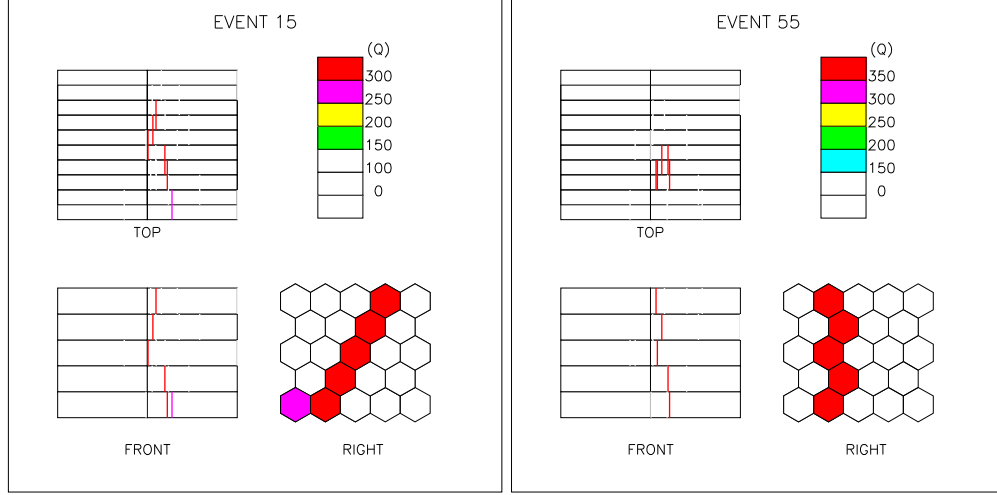 EVENT 15
(Q)
300
250
200
150
100
0
TOP
FRONT
RIGHT
EVENT 55
(Q)
350
300
250
200
150
0
TOP
FRONT
RIGHT